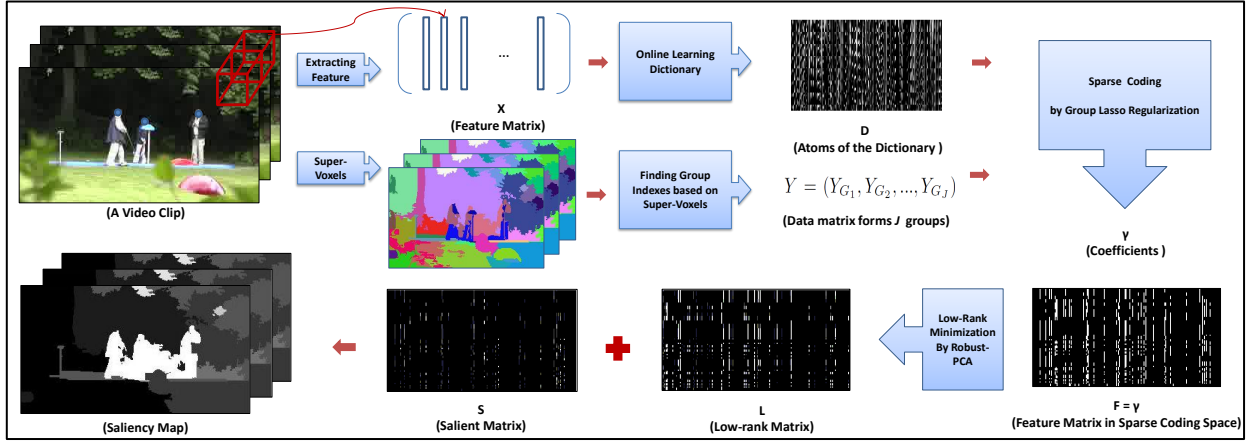 Extracting
Feature
...
X
(Feature Matrix)
Online Learning
Dictionary
D
(Atoms of the Dictionary )
Sparse Coding
by Group Lasso Regularization
(A Video Clip)
Super-
Voxels
Finding Group
Indexes based on
Super-Voxels
Y = (Y_{G_1}, Y_{G_2}, ..., Y_{G_J})
(Data matrix forms J groups)
γ
(Coefficients )
(Saliency Map)
S
(Salient Matrix)
L
(Low-rank Matrix)
Low-Rank
Minimization
By Robust-
PCA
F = γ
(Feature Matrix in Sparse Coding Space)